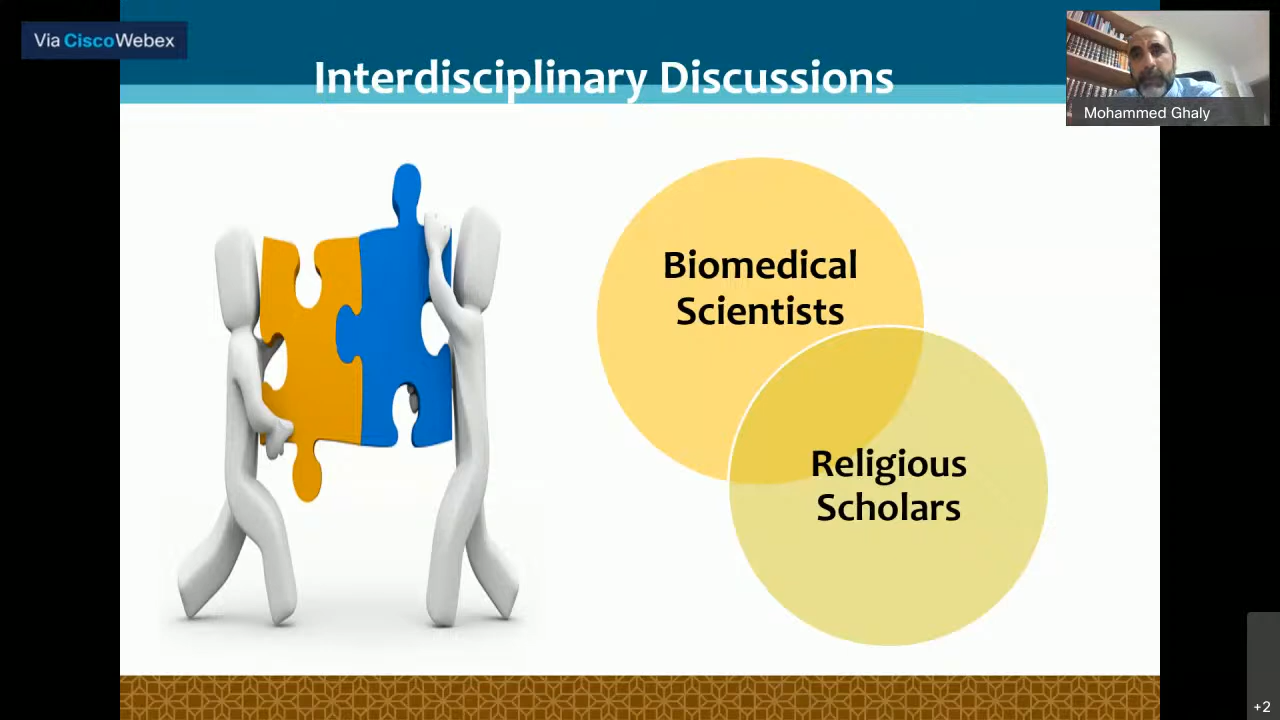 Via CiscoWebex
Interdisciplinary Discussions
Mohammed Ghaly
Biomedical
Scientists
Religious
Scholars
+2